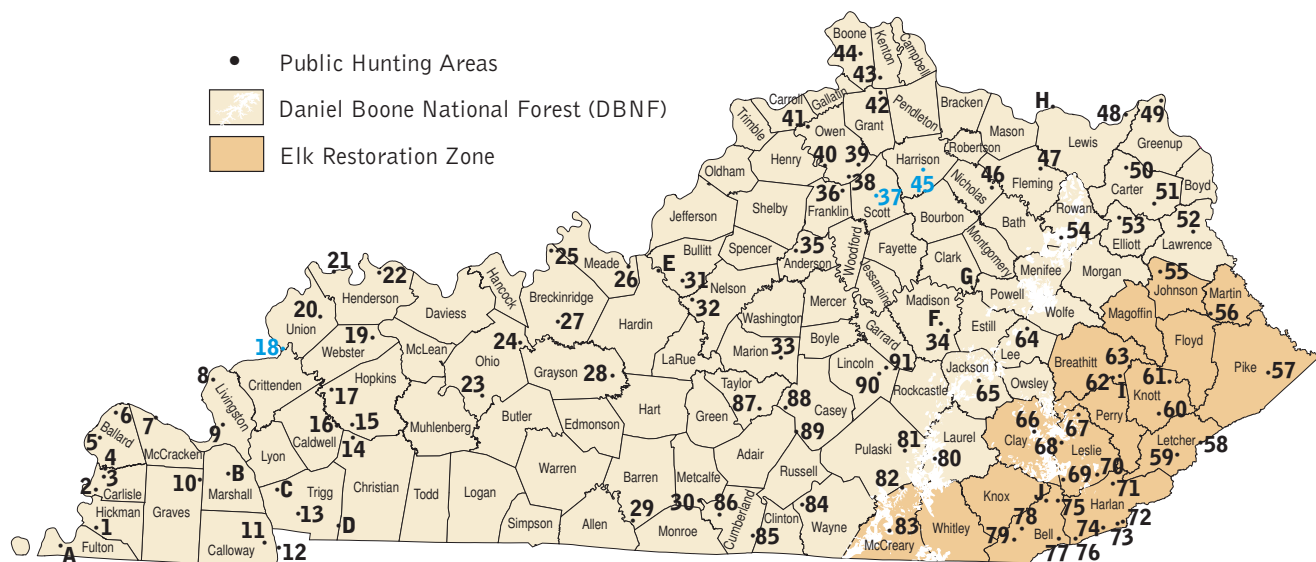 Public Hunting Areas
Daniel Boone National Forest (DBNF)
Elk Restoration Zone
Boone
Kenton
Campbell
44
43
42
Carroll
Gallatin
41
Owen
Grant
Pendleton
Bracken
H
48
49
Trimble
Mason
Lewis
Greenup
Henry
40
39
38
Harrison
Robertson
47
Oldham
36
37
45
Nicholas
46
Fleming
50
Carter
51
Boyd
Shelby
Franklin
Scott
Bourbon
Bath
Rowan
53
52
Jefferson
Woodford
Fayette
Montgomery
54
Elliott
Lawrence
Bullitt
Spencer
35
Anderson
Clark
Menifee
Morgan
21
22
25
Meade
26
E
31
Nelson
Jessamine
G
Powell
55
Johnson
Martin
Hancock
Breckinridge
32
Mercer
Madison
Wolfe
Magoffin
56
20
Henderson
Union
Daviess
27
Hardin
Washington
Garrard
F
34
Estill
64
Floyd
18
19
Webster
McLean
24
Ohio
LaRue
Marion
33
Boyle
Lee
Breathitt
63
Pike
57
8
Crittenden
Hopkins
Grayson
28
Lincoln
91
90
Jackson
62
I
61
Livingston
17
23
Taylor
87
88
Rockcastle
Owsley
65
Knott
60
6
7
16
15
Butler
Hart
Green
Casey
66
Perry
Ballard
5
9
Caldwell
Muhlenberg
Edmonson
89
Clay
67
McCracken
Lyon
14
Pulaski
81
Laurel
68
Leslie
Letcher
58
4
3
10
B
Warren
Adair
80
59
2
Carlisle
Marshall
C
Trigg
Christian
Todd
Logan
Barren
Metcalfe
Russell
82
69
70
71
Hickman
Graves
13
29
30
86
84
Knox
J
75
Harlan
1
D
Simpson
Allen
Monroe
Cumberland
Clinton
Wayne
83
Whitley
78
74
72
A
Fulton
11
Calloway
12
85
McCreary
79
Bell
73
77
76